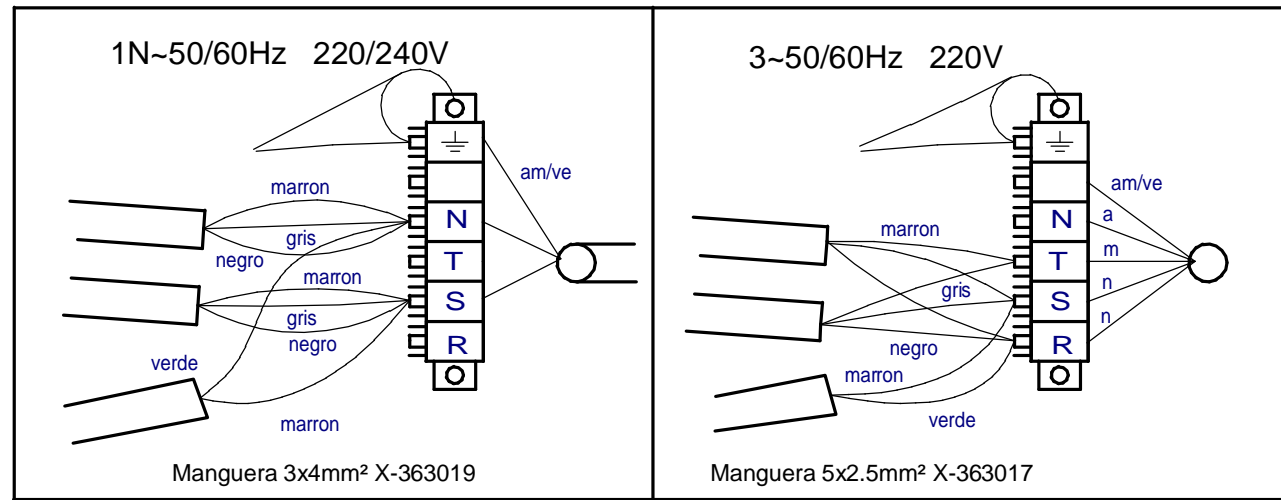 1N~50/60Hz 220/240V
am/ve
marron
N
gris
negro
T
marron
S
gris
negro
R
verde
marron
Manguera 3x4mm² X-363019
3~50/60Hz 220V
am/ve
N
a
marron
T
m
gris
S
n
n
negro
R
marron
verde
Manguera 5x2.5mm² X-363017